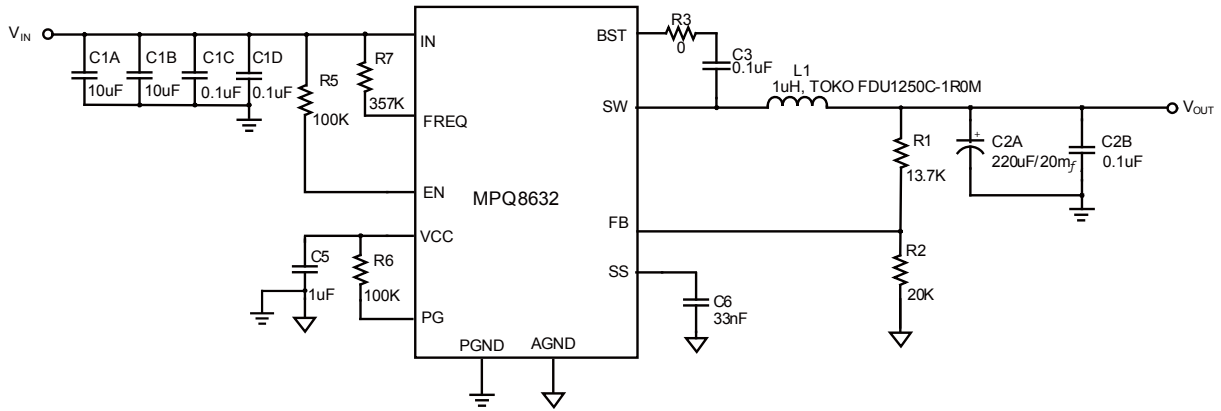 VIN
C1A
10uF
C1B
10uF
C1C
0.1uF
C1D
0.1uF
R5
100K
R7
357K
IN
FREQ
EN
VCC
PG
C5
1uF
R6
100K
MPQ8632
PGND
AGND
BST
SW
FB
SS
R3
0
C3
0.1uF
L1
1uH, TOKO FDU1250C-1R0M
R1
13.7K
R2
20K
+
C2A
220uF/20m
C2B
0.1uF
VOUT
C6
33nF